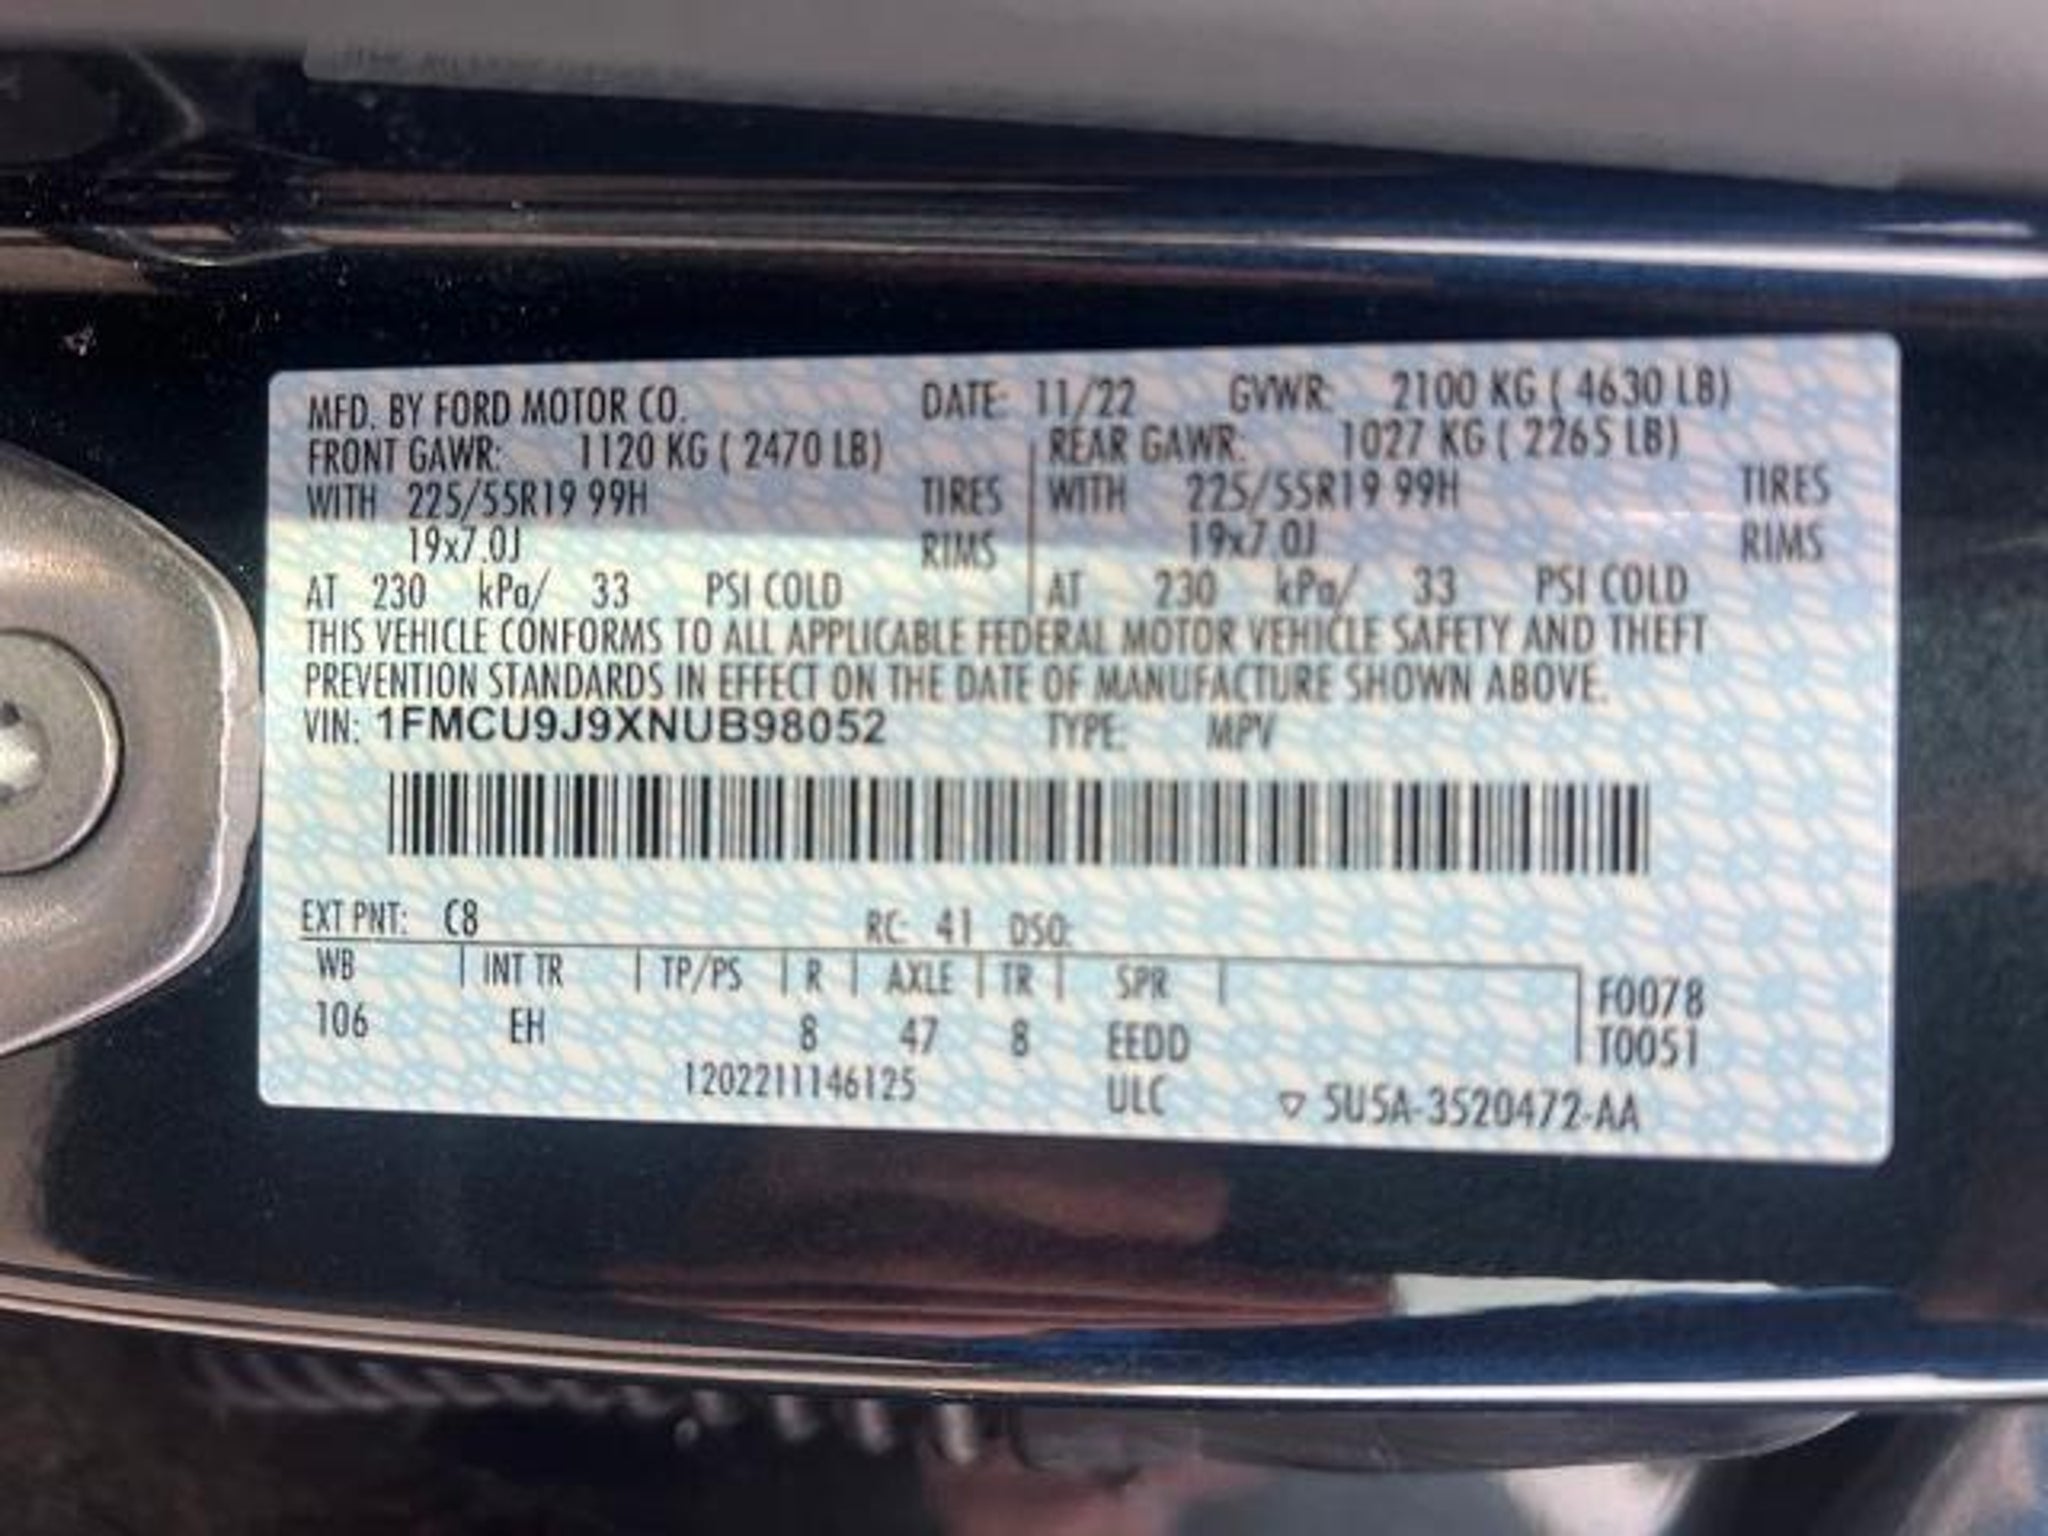 MFD. BY FORD MOTOR CO. DATE: 11/22 GVWR: 2100 KG ( 4630 LB)
FRONT GAWR: 1120 KG ( 2470 LB) REAR GAWR: 1027 KG ( 2265 LB)
WITH 225/55R19 99H TIRES WITH 225/55R19 99H TIRES
19x7.0J RIMS 19x7.0J RIMS
AT 230 kPa/ 33 PSI COLD AT 230 kPa/ 33 PSI COLD
THIS VEHICLE CONFORMS TO ALL APPLICABLE FEDERAL MOTOR VEHICLE SAFETY AND THEFT
PREVENTION STANDARDS IN EFFECT ON THE DATE OF MANUFACTURE SHOWN ABOVE.
VIN: 1FMCU9J9XNUB98052 TYPE: MPV
EXT PNT: C8 RC: 41 DSO:
WB INT TR TP/PS R AXLE TR SPR F0078
106 EH 8 47 8 EEDD T0051
1202211146125 ULC ▽ 5U5A-3520472-AA